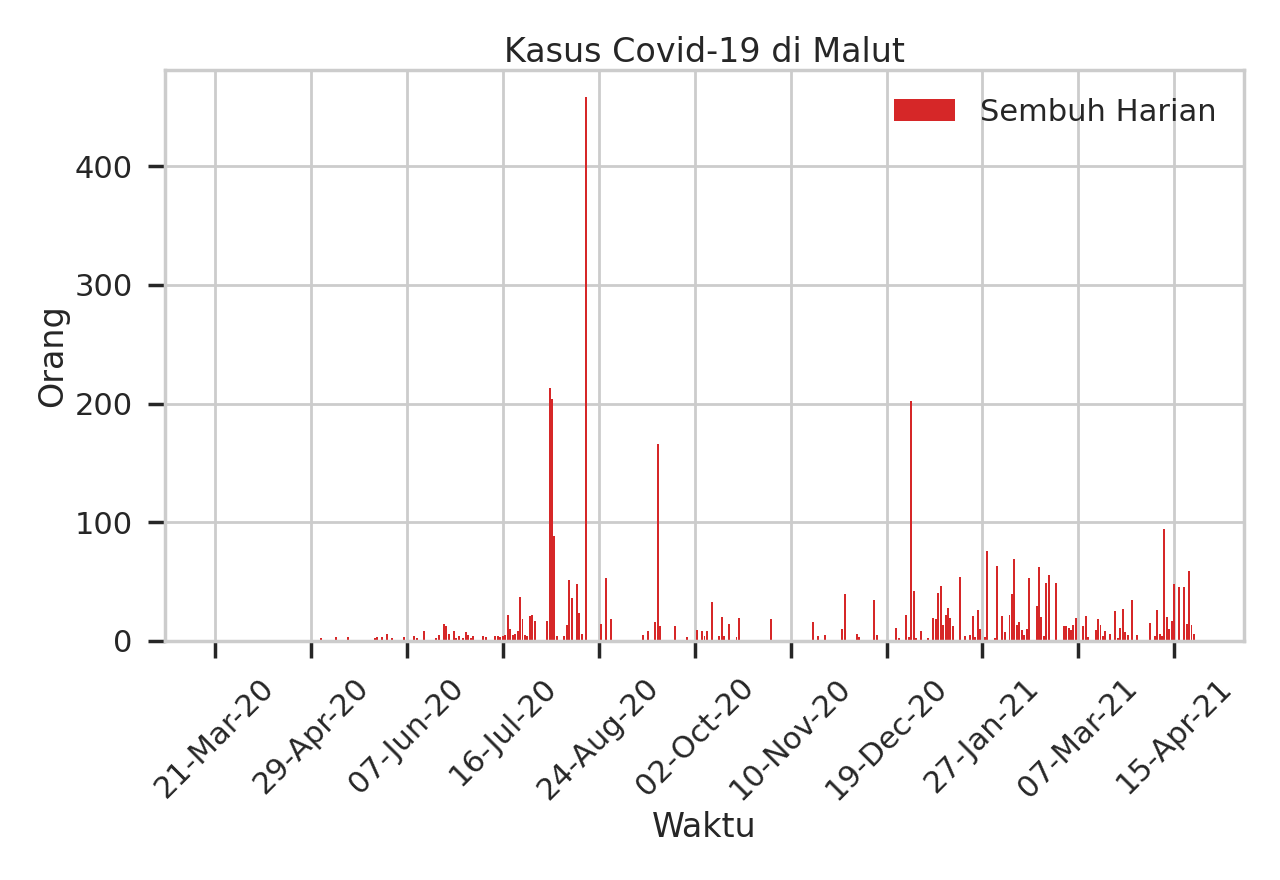 Kasus Covid-19 di Malut
Sembuh Harian
Orang
400
300
200
100
0
21-Mar-20
29-Apr-20
07-Jun-20
16-Jul-20
24-Aug-20
02-Oct-20
10-Nov-20
19-Dec-20
27-Jan-21
07-Mar-21
15-Apr-21
Waktu